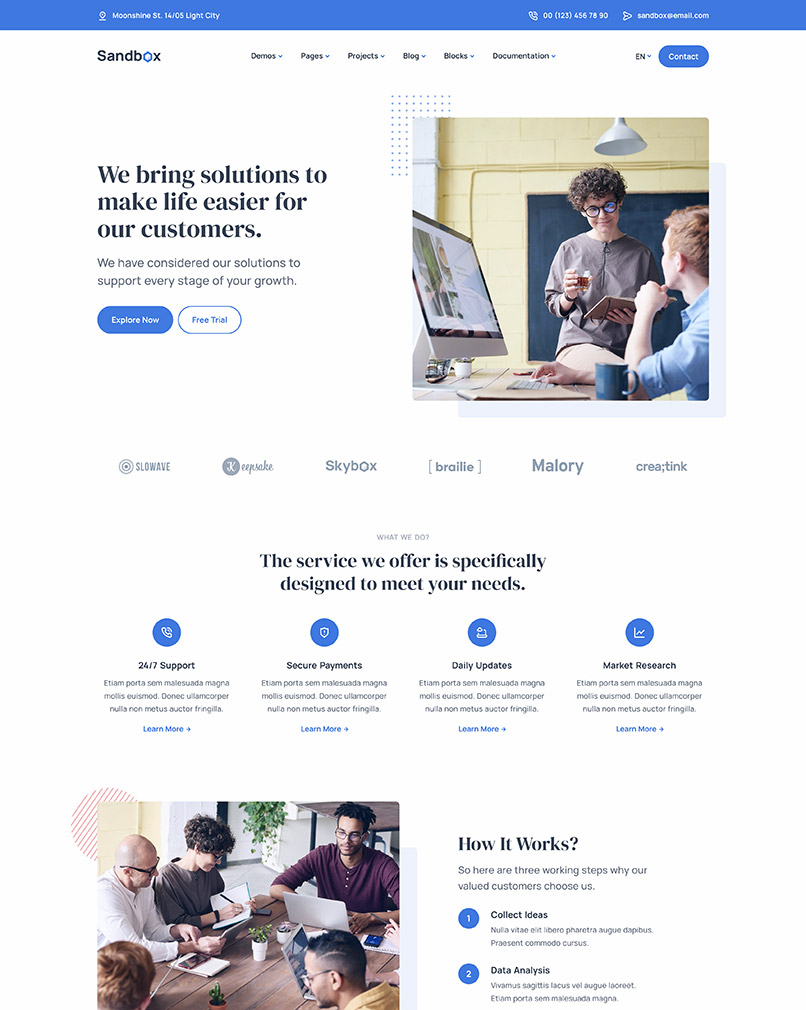 Moonshine St. 14/05 Light City
00 (123) 456 78 90
sandbox@email.com
Sandbox
Demos
Pages
Projects
Blog
Blocks
Documentation
EN
Contact
We bring solutions to
make life easier for
our customers.
We have considered our solutions to
support every stage of your growth.
Explore Now
Free Trial
SLOWAVE
Keepsake
Skybox
[brailie]
Malory
crea;tink
WHAT WE DO?
The service we offer is specifically
designed to meet your needs.
24/7 Support
Etiam porta sem malesuada magna
mollis euismod. Donec ullamcorper
nulla non metus auctor fringilla.
Learn More →
Secure Payments
Etiam porta sem malesuada magna
mollis euismod. Donec ullamcorper
nulla non metus auctor fringilla.
Learn More →
Daily Updates
Etiam porta sem malesuada magna
mollis euismod. Donec ullamcorper
nulla non metus auctor fringilla.
Learn More →
Market Research
Etiam porta sem malesuada magna
mollis euismod. Donec ullamcorper
nulla non metus auctor fringilla.
Learn More →
How It Works?
So here are three working steps why our
valued customers choose us.
1
Collect Ideas
Nulla vitae elit libero pharetra augue dapibus.
Praesent commodo cursus.
2
Data Analysis
Vivamus sagittis lacus vel augue laoreet.
Etiam porta sem malesuada magna.